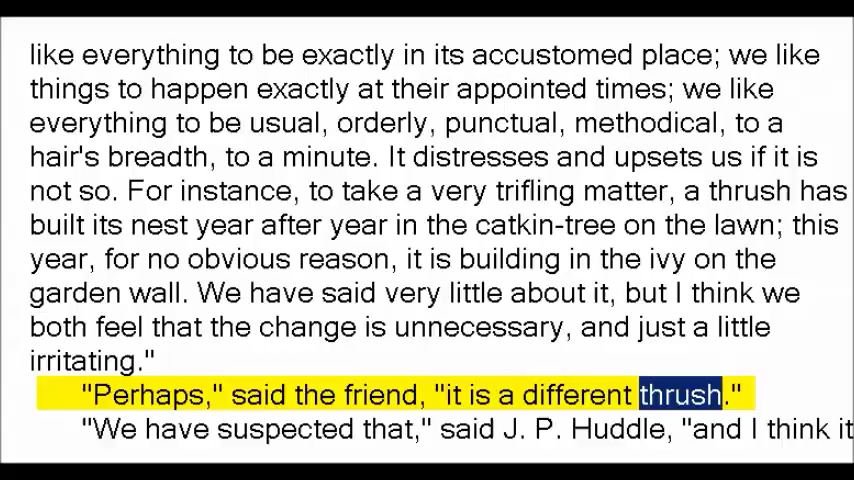 like everything to be exactly in its accustomed place; we like
things to happen exactly at their appointed times; we like
everything to be usual, orderly, punctual, methodical, to a
hair's breadth, to a minute. It distresses and upsets us if it is
not so. For instance, to take a very trifling matter, a thrush has
built its nest year after year in the catkin-tree on the lawn; this
year, for no obvious reason, it is building in the ivy on the
garden wall. We have said very little about it, but I think we
both feel that the change is unnecessary, and just a little
irritating."
"Perhaps," said the friend, "it is a different thrush."
"We have suspected that," said J. P. Huddle, "and I think it